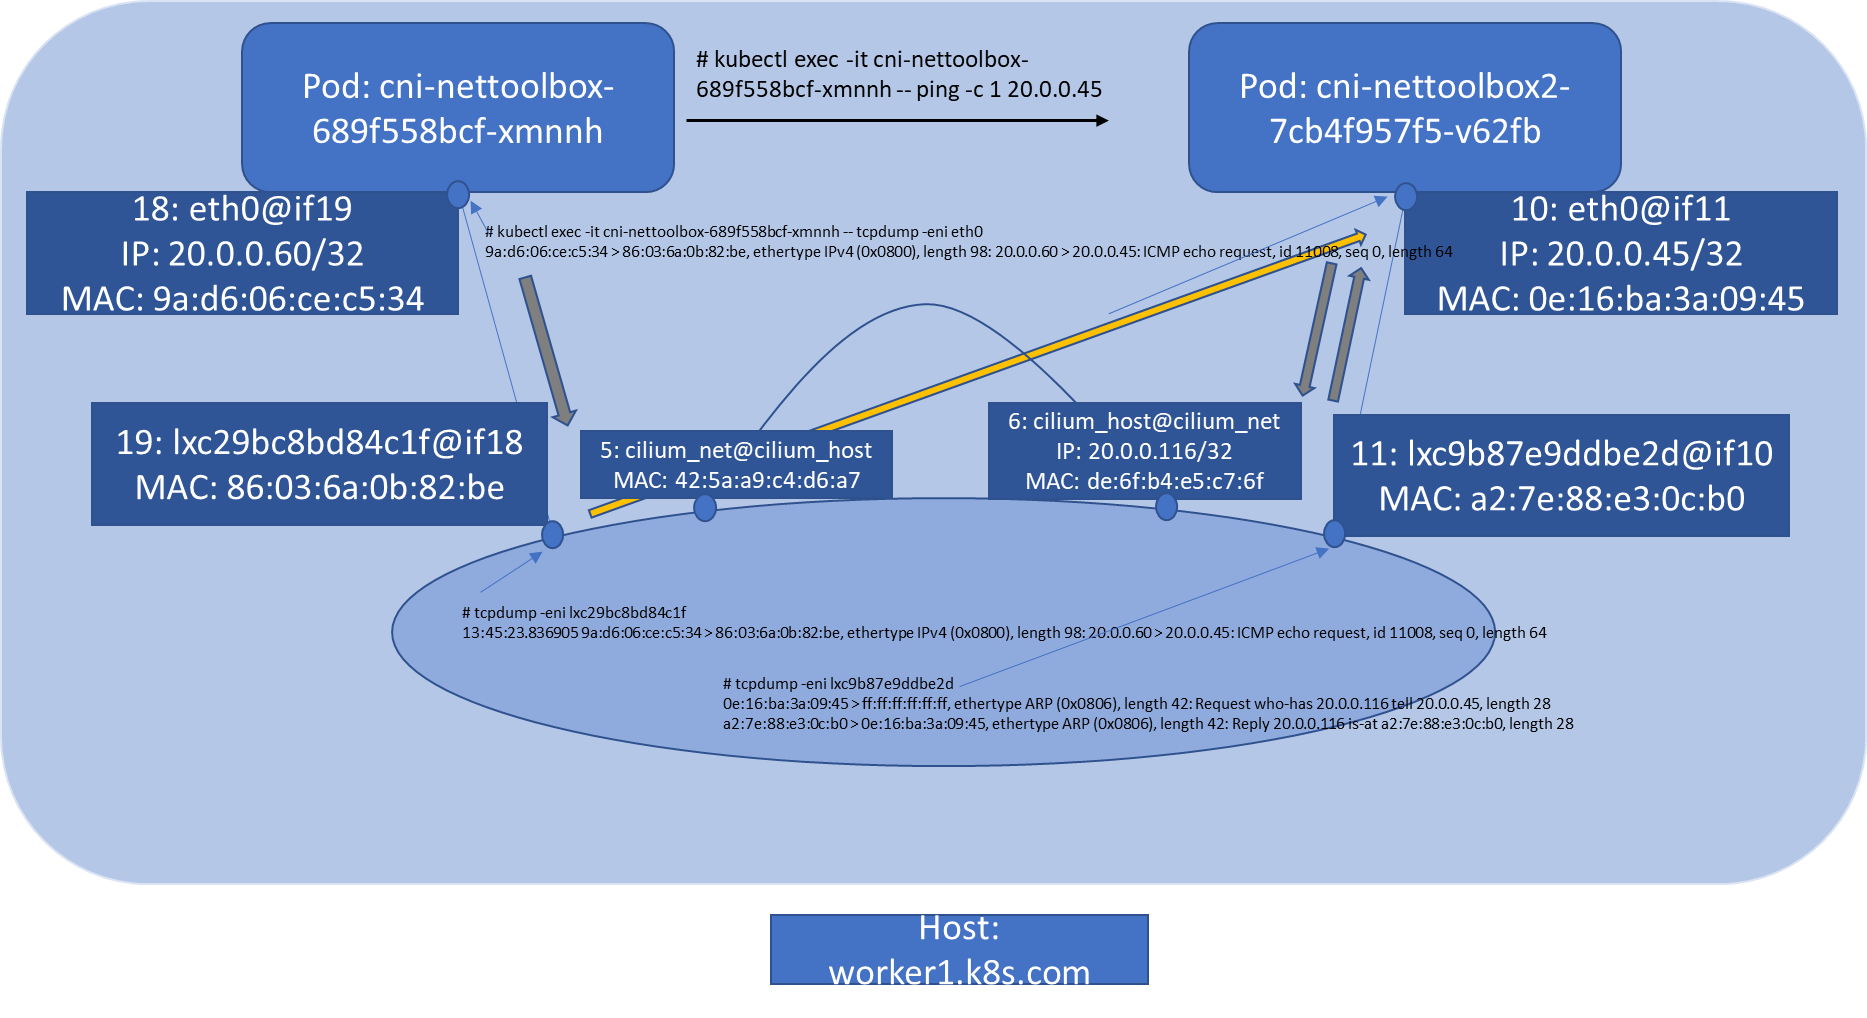 Pod: cni-nettoolbox-
689f558bcf-xmnnh
# kubectl exec -it cni-nettoolbox-
689f558bcf-xmnnh -- ping -c 1 20.0.0.45
Pod: cni-nettoolbox2-
7cb4f957f5-v62fb
18: eth0@if19
IP: 20.0.0.60/32
MAC: 9a:d6:06:ce:c5:34
# kubectl exec -it cni-nettoolbox-689f558bcf-xmnnh -- tcpdump -eni eth0
9a:d6:06:ce:c5:34 > 86:03:6a:0b:82:be, ethertype IPv4 (0x0800), length 98: 20.0.0.60 > 20.0.0.45: ICMP echo request, id 11008, seq 0, length 64
10: eth0@if11
IP: 20.0.0.45/32
MAC: 0e:16:ba:3a:09:45
19: lxc29bc8bd84c1f@if18
MAC: 86:03:6a:0b:82:be
5: cilium_net@cilium_host
MAC: 42:5a:a9:c4:d6:a7
6: cilium_host@cilium_net
IP: 20.0.0.116/32
MAC: de:6f:b4:e5:c7:6f
11: lxc9b87e9ddbe2d@if10
MAC: a2:7e:88:e3:0c:b0
# tcpdump -eni lxc29bc8bd84c1f
13:45:23.836905 9a:d6:06:ce:c5:34 > 86:03:6a:0b:82:be, ethertype IPv4 (0x0800), length 98: 20.0.0.60 > 20.0.0.45: ICMP echo request, id 11008, seq 0, length 64
# tcpdump -eni lxc9b87e9ddbe2d
0e:16:ba:3a:09:45 > ff:ff:ff:ff:ff:ff, ethertype ARP (0x0806), length 42: Request who-has 20.0.0.116 tell 20.0.0.45, length 28
a2:7e:88:e3:0c:b0 > 0e:16:ba:3a:09:45, ethertype ARP (0x0806), length 42: Reply 20.0.0.116 is-at a2:7e:88:e3:0c:b0, length 28
Host:
worker1.k8s.com